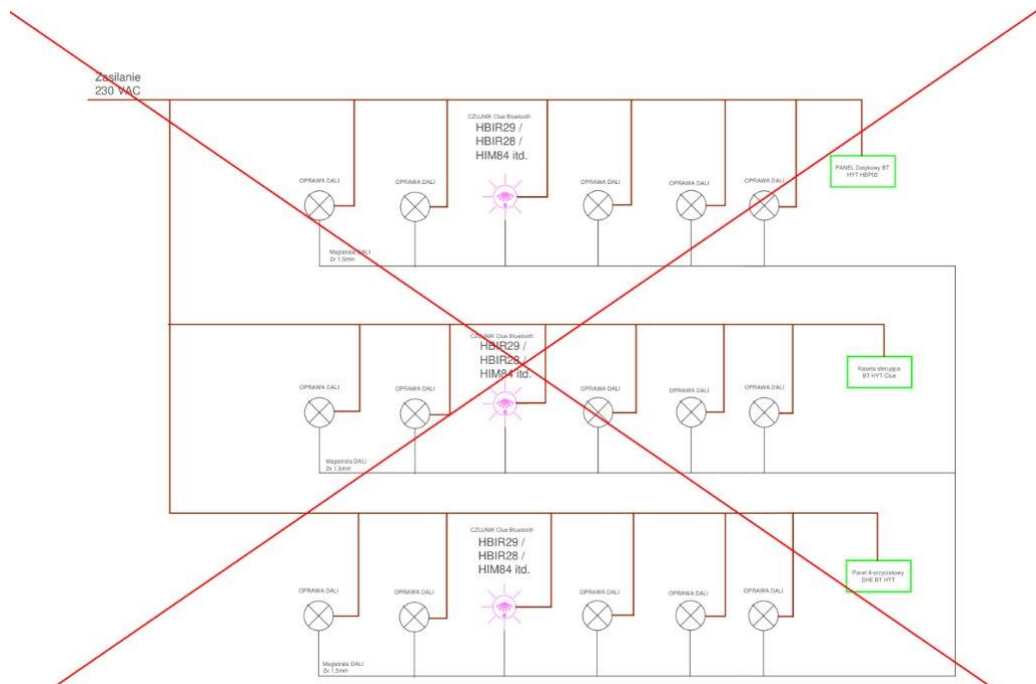 Zasilanie
230 VAC
CZUJNIK Clue Bluetooth
HBIR29 /
HBIR28 /
HIM84 itd.
PANEL Dotykowy BT
HYT HBP02
OPRAWA DALI
OPRAWA DALI
OPRAWA DALI
OPRAWA DALI
OPRAWA DALI
Magistrala DALI
2x 1.5mm
CZUJNIK Clue Bluetooth
HBIR29 /
HBIR28 /
HIM84 itd.
Kaseta sterująca
BT HYT Clue
OPRAWA DALI
OPRAWA DALI
OPRAWA DALI
OPRAWA DALI
OPRAWA DALI
Magistrala DALI
2x 1.5mm
CZUJNIK Clue Bluetooth
HBIR29 /
HBIR28 /
HIM84 itd.
Panel 4-przyciskowy
SHE BT HYT
OPRAWA DALI
OPRAWA DALI
OPRAWA DALI
OPRAWA DALI
OPRAWA DALI
Magistrala DALI
2x 1.5mm